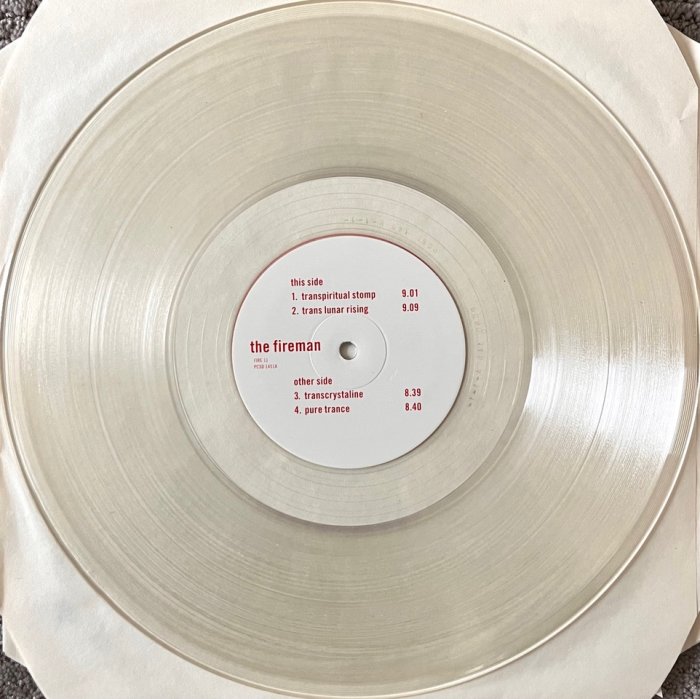 this side
1. transpiritual stomp 9.01
2. trans lunar rising 9.09
the fireman
other side
3. transcrystaline 8.39
4. pure trance 8.40